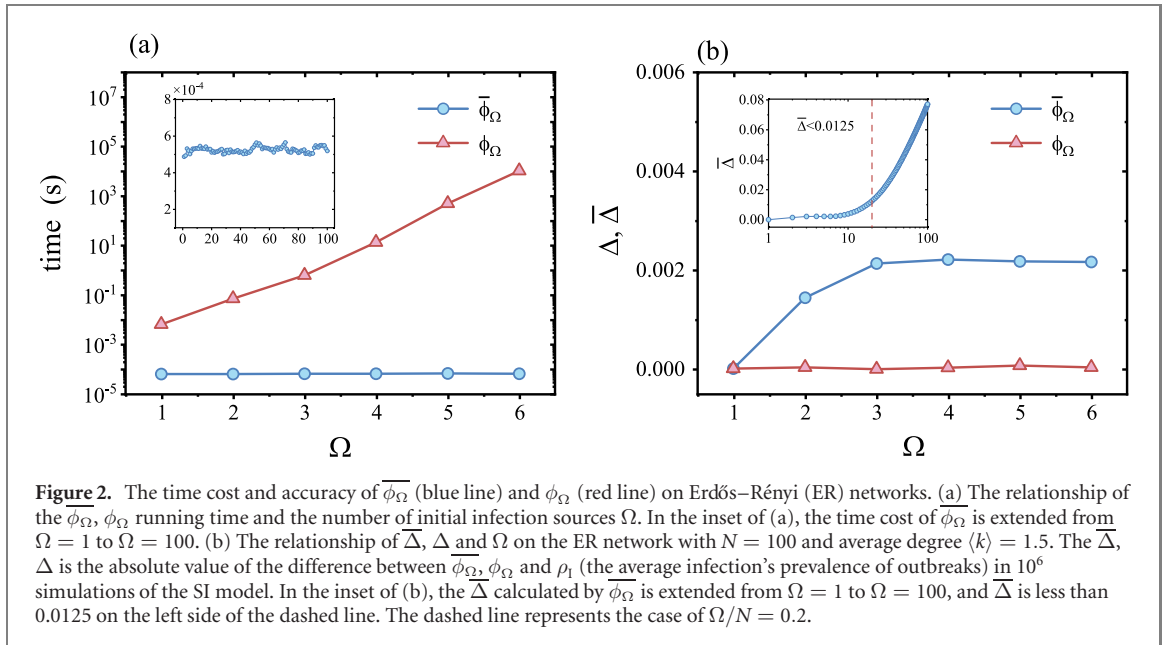 (a)
10^7
10^5
10^3
10^1
10^-1
10^-3
10^-5
time (s)
1 2 3 4 5 6
Ω
×10^-4
8
6
4
2
0 20 40 60 80 100
ϕ̅_Ω
ϕ_Ω
(b)
0.006
0.004
0.002
0.000
Δ, Δ̅
1 2 3 4 5 6
Ω
0.08
0.06
0.04
0.02
0.00
Δ̅
1 10 100
Δ̅<0.0125
ϕ̅_Ω
ϕ_Ω
Figure 2. The time cost and accuracy of ϕ̅_Ω (blue line) and ϕ_Ω (red line) on Erdős–Rényi (ER) networks. (a) The relationship of
the ϕ̅_Ω, ϕ_Ω running time and the number of initial infection sources Ω. In the inset of (a), the time cost of ϕ̅_Ω is extended from
Ω = 1 to Ω = 100. (b) The relationship of Δ̅, Δ and Ω on the ER network with N = 100 and average degree ⟨k⟩ = 1.5. The Δ̅,
Δ is the absolute value of the difference between ϕ̅_Ω, ϕ_Ω and ρ_I (the average infection's prevalence of outbreaks) in 10^6
simulations of the SI model. In the inset of (b), the Δ̅ calculated by ϕ̅_Ω is extended from Ω = 1 to Ω = 100, and Δ̅ is less than
0.0125 on the left side of the dashed line. The dashed line represents the case of Ω/N = 0.2.